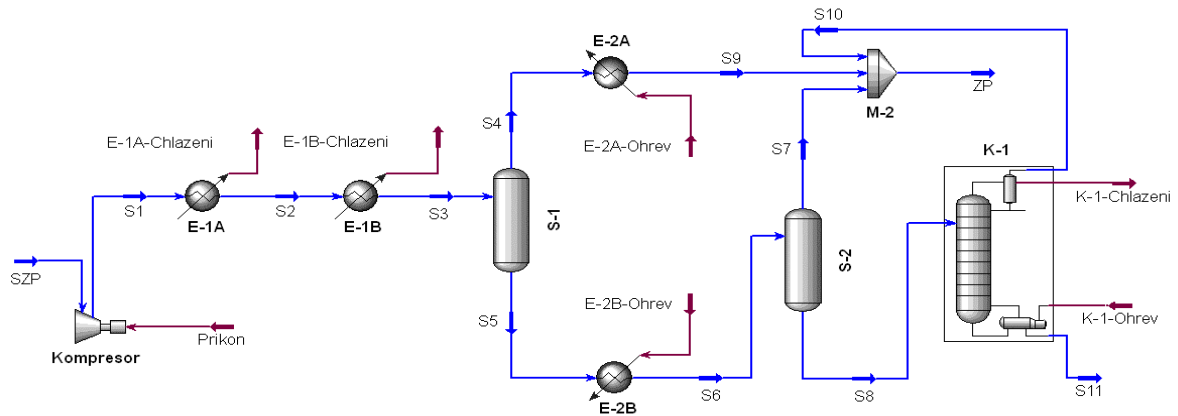 S10
E-2A
S9
ZP
M-2
S4
E-2A-Ohrev
S7
K-1
E-1A-Chlazeni
E-1B-Chlazeni
K-1-Chlazeni
S1
S2
S3
E-1A
E-1B
S-1
S-2
SZP
E-2B-Ohrev
S5
K-1-Ohrev
Prikon
Kompresor
S6
S8
S11
E-2B